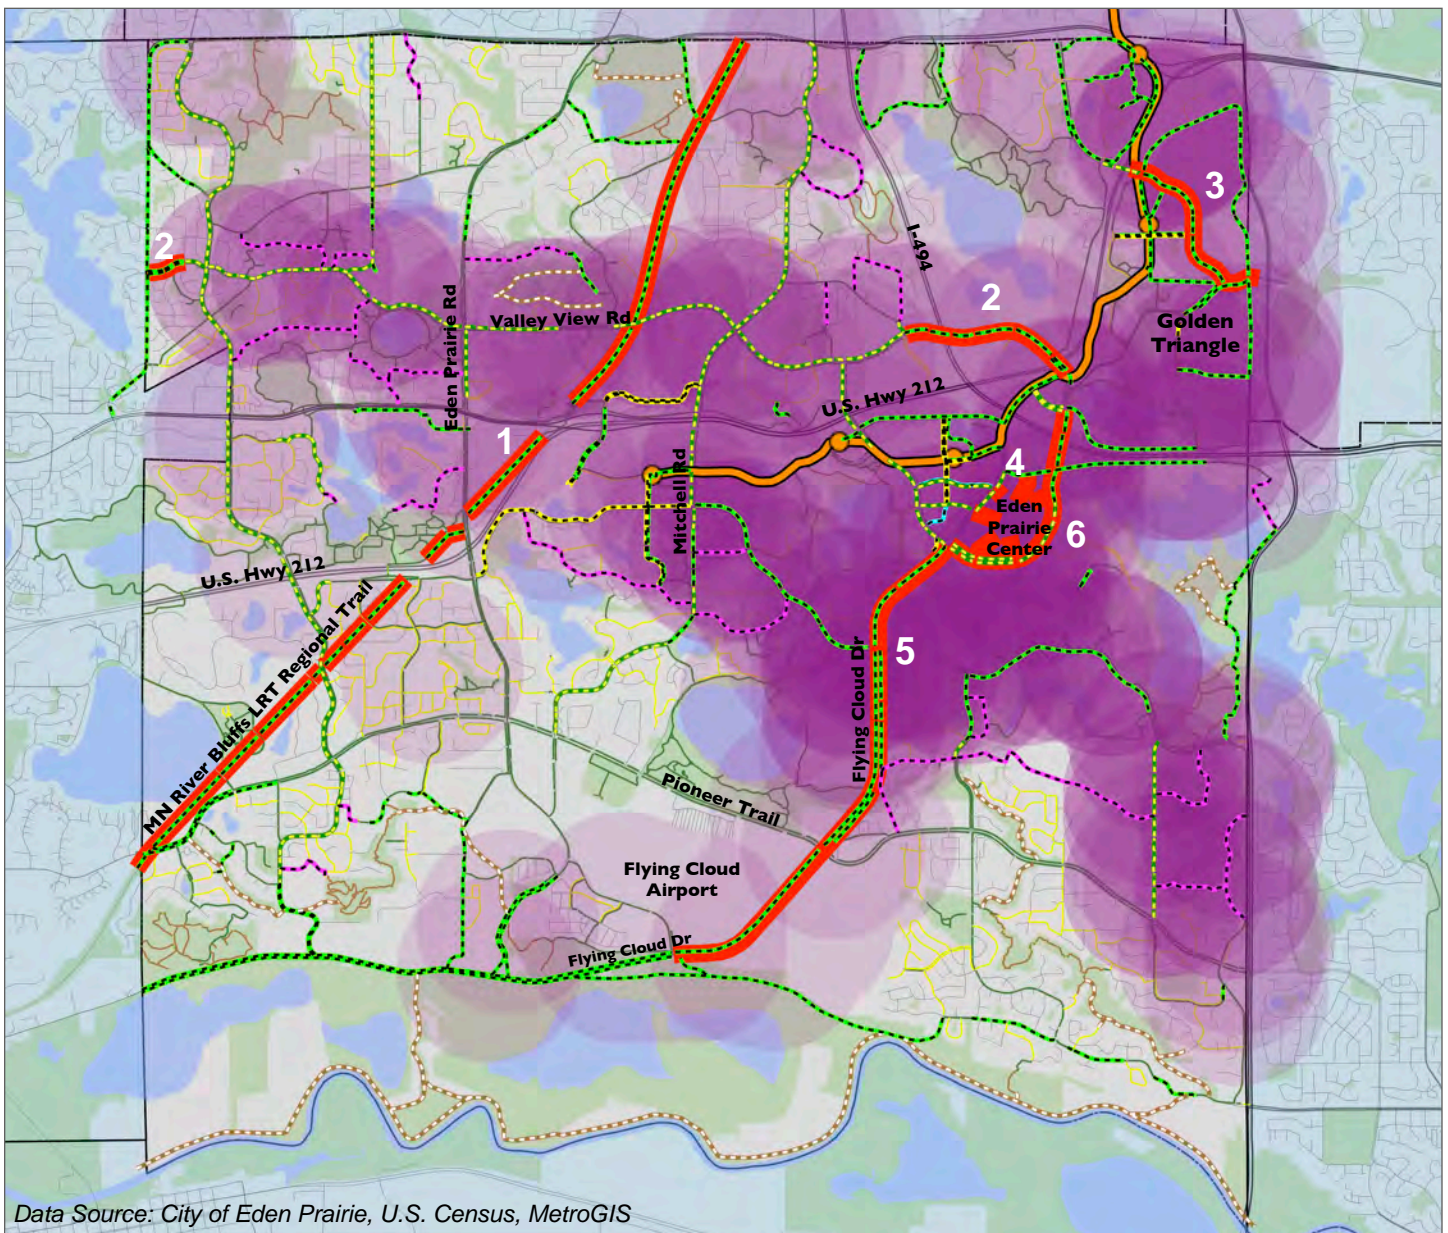 3
2
I-494
2
Eden Prairie Rd
Valley View Rd
Golden
Triangle
U.S. Hwy 212
1
Mitchell Rd
4
Eden
Prairie
Center
6
U.S. Hwy 212
MN River Bluffs LRT Regional Trail
Flying Cloud Dr
5
Pioneer Trail
Flying Cloud
Airport
Flying Cloud Dr
Data Source: City of Eden Prairie, U.S. Census, MetroGIS